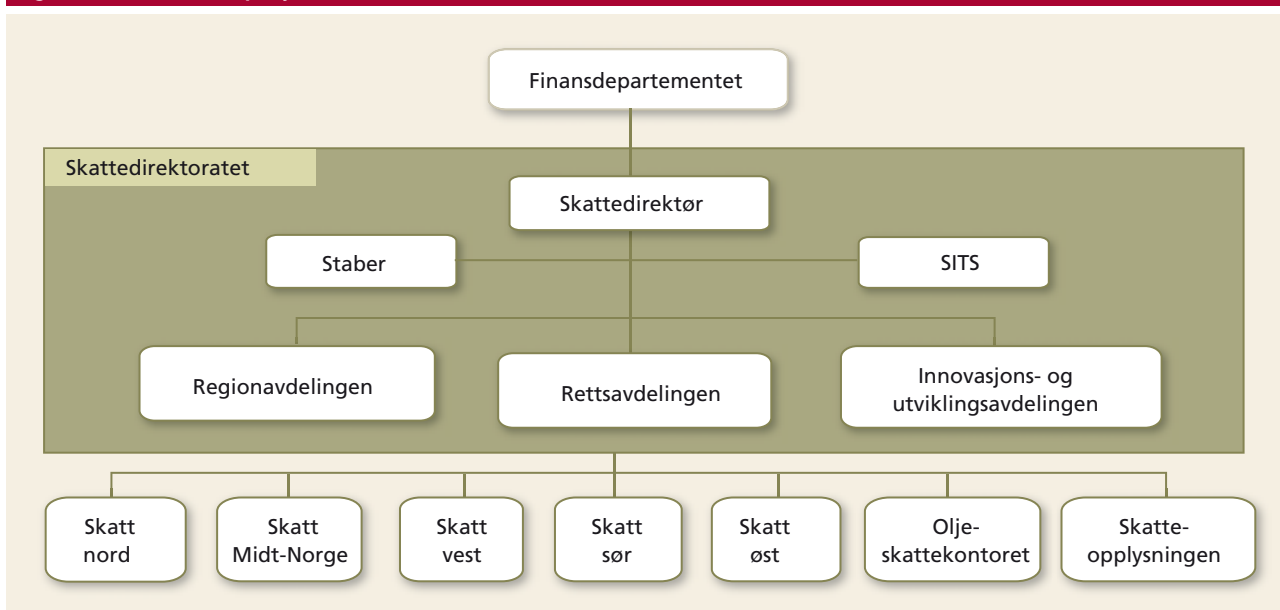 Finansdepartementet
Skattedirektoratet
Skattedirektør
Staber
SITS
Regionavdelingen
Rettsavdelingen
Innovasjons- og
utviklingsavdelingen
Skatt
nord
Skatt
Midt-Norge
Skatt
vest
Skatt
sør
Skatt
øst
Olje-
skattekontoret
Skatte-
opplysningen